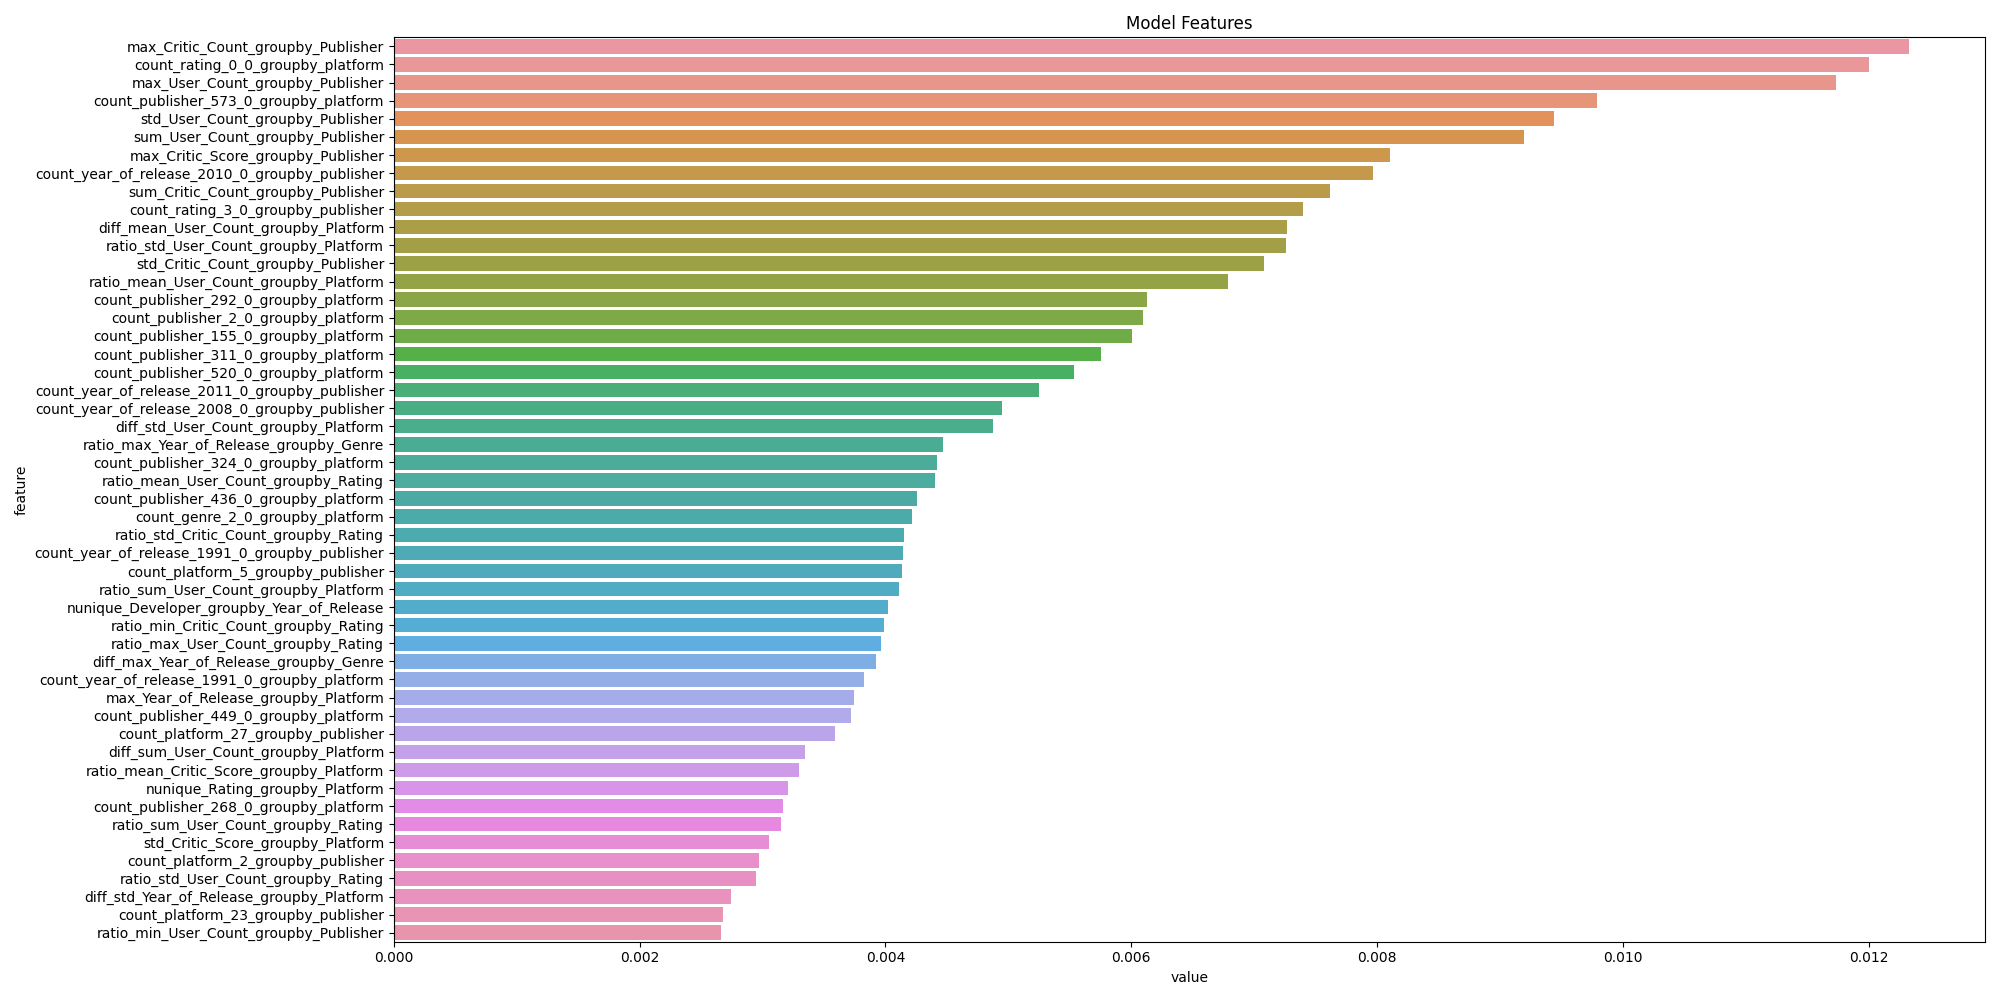 Model Features
max_Critic_Count_groupby_Publisher
count_rating_0_0_groupby_platform
max_User_Count_groupby_Publisher
count_publisher_573_0_groupby_platform
std_User_Count_groupby_Publisher
sum_User_Count_groupby_Publisher
max_Critic_Score_groupby_Publisher
count_year_of_release_2010_0_groupby_publisher
sum_Critic_Count_groupby_Publisher
count_rating_3_0_groupby_publisher
diff_mean_User_Count_groupby_Platform
ratio_std_User_Count_groupby_Platform
std_Critic_Count_groupby_Publisher
ratio_mean_User_Count_groupby_Platform
count_publisher_292_0_groupby_platform
count_publisher_2_0_groupby_platform
count_publisher_155_0_groupby_platform
count_publisher_311_0_groupby_platform
count_publisher_520_0_groupby_platform
count_year_of_release_2011_0_groupby_publisher
count_year_of_release_2008_0_groupby_publisher
diff_std_User_Count_groupby_Platform
ratio_max_Year_of_Release_groupby_Genre
count_publisher_324_0_groupby_platform
ratio_mean_User_Count_groupby_Rating
count_publisher_436_0_groupby_platform
count_genre_2_0_groupby_platform
ratio_std_Critic_Count_groupby_Rating
count_year_of_release_1991_0_groupby_publisher
count_platform_5_groupby_publisher
ratio_sum_User_Count_groupby_Platform
nunique_Developer_groupby_Year_of_Release
ratio_min_Critic_Count_groupby_Rating
ratio_max_User_Count_groupby_Rating
diff_max_Year_of_Release_groupby_Genre
count_year_of_release_1991_0_groupby_platform
max_Year_of_Release_groupby_Platform
count_publisher_449_0_groupby_platform
count_platform_27_groupby_publisher
diff_sum_User_Count_groupby_Platform
ratio_mean_Critic_Score_groupby_Platform
nunique_Rating_groupby_Platform
count_publisher_268_0_groupby_platform
ratio_sum_User_Count_groupby_Rating
std_Critic_Score_groupby_Platform
count_platform_2_groupby_publisher
ratio_std_User_Count_groupby_Rating
diff_std_Year_of_Release_groupby_Platform
count_platform_23_groupby_publisher
ratio_min_User_Count_groupby_Publisher
feature
0.000 0.002 0.004 0.006 0.008 0.010 0.012
value